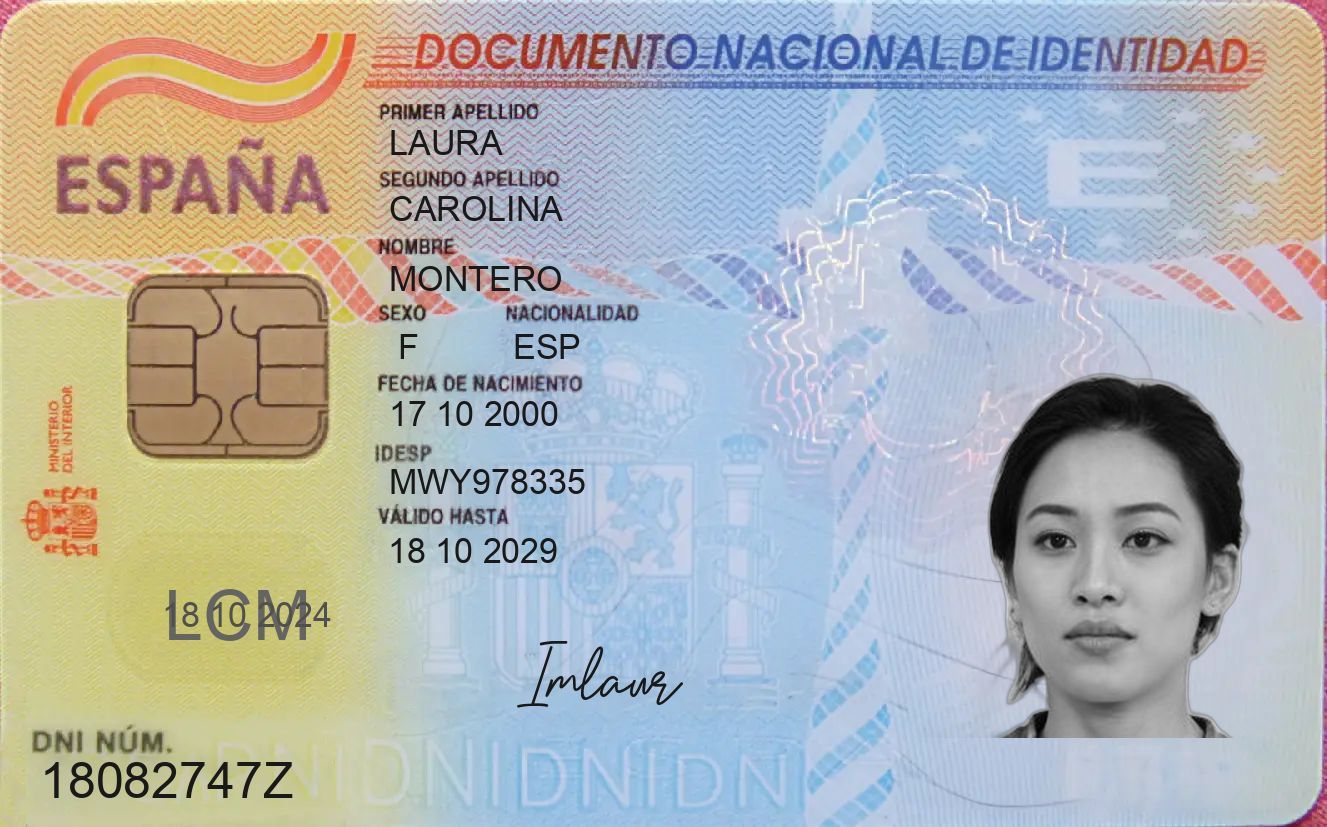 DOCUMENTO NACIONAL DE IDENTIDAD
ESPAÑA
PRIMER APELLIDO
LAURA
SEGUNDO APELLIDO
CAROLINA
NOMBRE
MONTERO
SEXO NACIONALIDAD
F ESP
FECHA DE NACIMIENTO
17 10 2000
IDESP
MWY978335
VÁLIDO HASTA
18 10 2029
MINISTERIO
DEL INTERIOR
E
LCM
18 10 2024
Imlaur
DNI NÚM.
18082747Z
DNIDNIDNIDNI